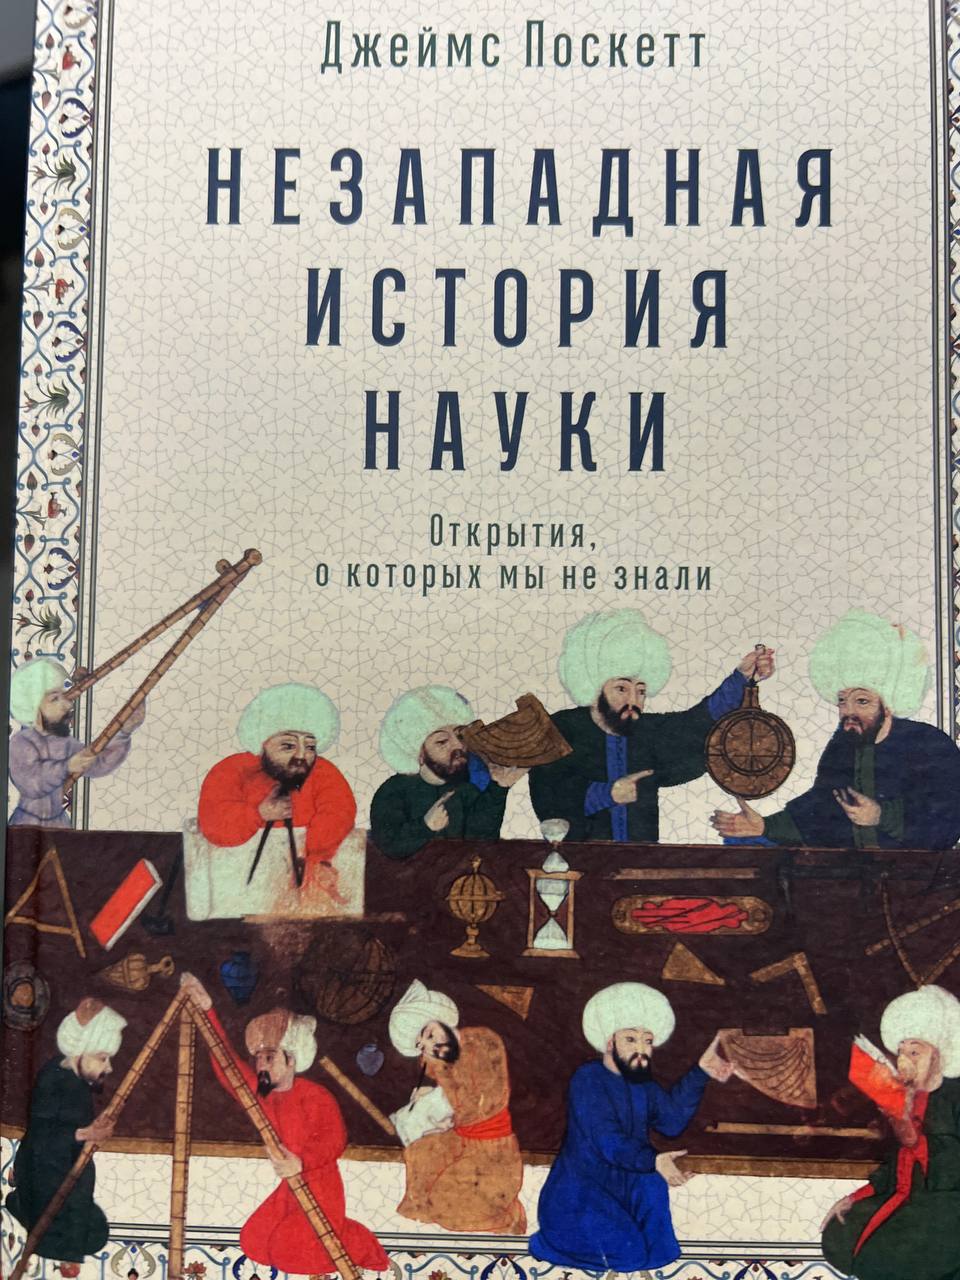 Джеймс Поскетт
НЕЗАПАДНАЯ
ИСТОРИЯ
НАУКИ
Открытия,
о которых мы не знали